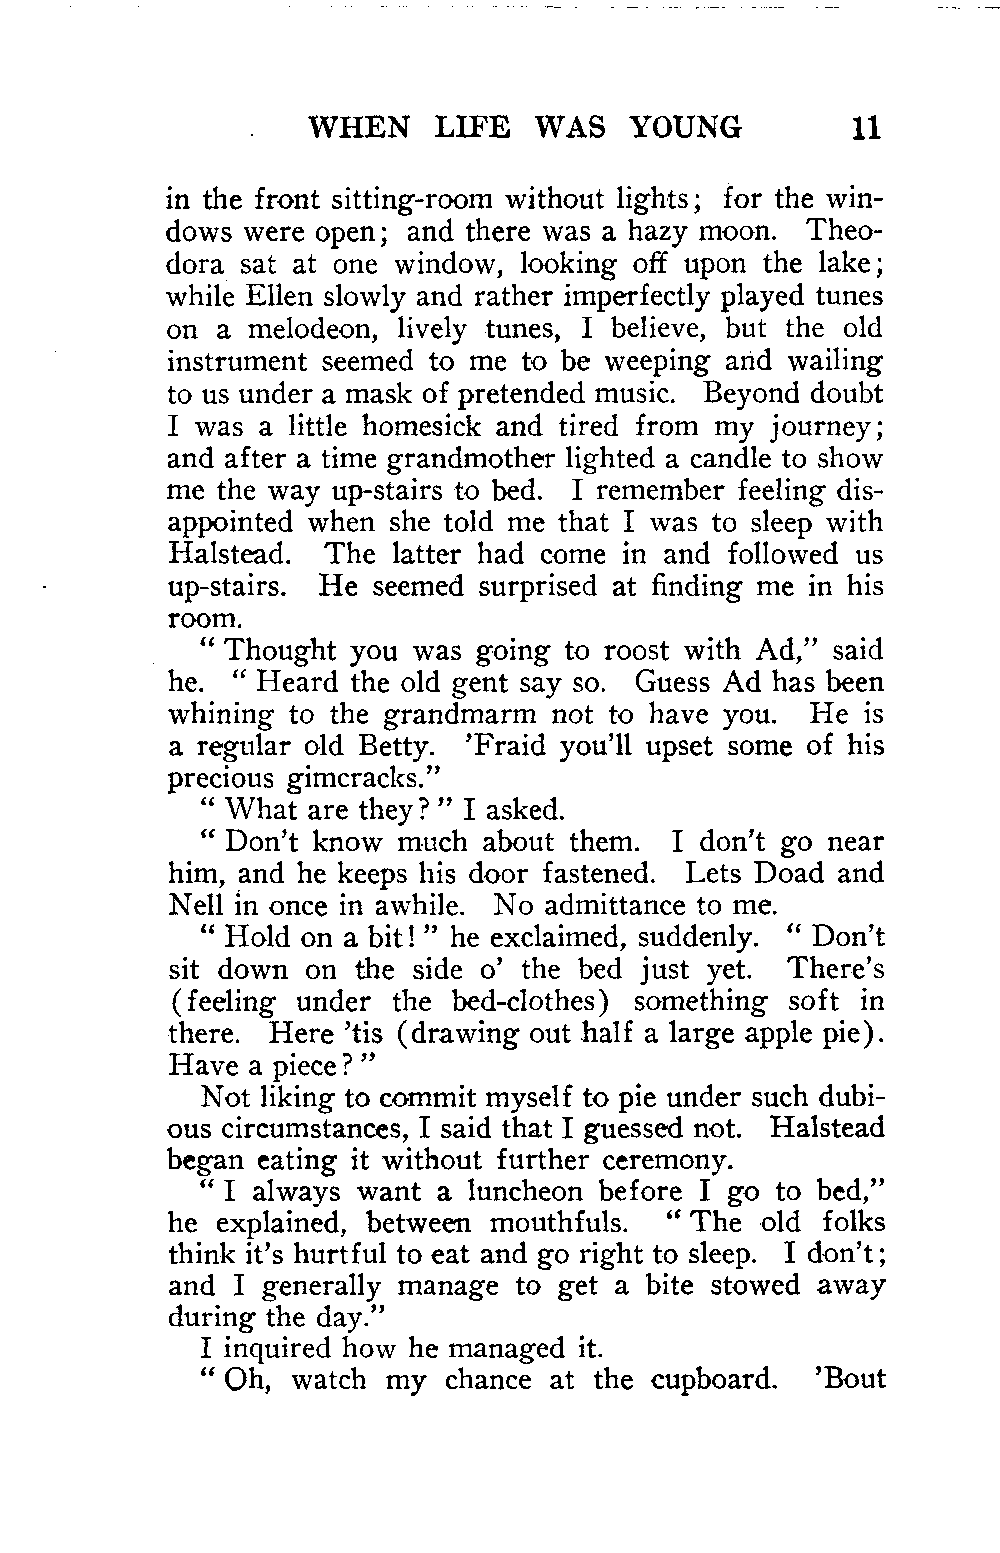 WHEN LIFE WAS YOUNG 11
in the front sitting-room without lights; for the win-
dows were open; and there was a hazy moon. Theo-
dora sat at one window, looking off upon the lake;
while Ellen slowly and rather imperfectly played tunes
on a melodeon, lively tunes, I believe, but the old
instrument seemed to me to be weeping and wailing
to us under a mask of pretended music. Beyond doubt
I was a little homesick and tired from my journey;
and after a time grandmother lighted a candle to show
me the way up-stairs to bed. I remember feeling dis-
appointed when she told me that I was to sleep with
Halstead. The latter had come in and followed us
up-stairs. He seemed surprised at finding me in his
room.
“ Thought you was going to roost with Ad,” said
he. “ Heard the old gent say so. Guess Ad has been
whining to the grandmarm not to have you. He is
a regular old Betty. ’Fraid you’ll upset some of his
precious gimcracks.”
“ What are they? ” I asked.
“ Don’t know much about them. I don’t go near
him, and he keeps his door fastened. Lets Doad and
Nell in once in awhile. No admittance to me.
“ Hold on a bit! ” he exclaimed, suddenly. “ Don’t
sit down on the side o’ the bed just yet. There’s
(feeling under the bed-clothes) something soft in
there. Here ’tis (drawing out half a large apple pie).
Have a piece? ”
Not liking to commit myself to pie under such dubi-
ous circumstances, I said that I guessed not. Halstead
began eating it without further ceremony.
“ I always want a luncheon before I go to bed,”
he explained, between mouthfuls. “ The old folks
think it’s hurtful to eat and go right to sleep. I don’t;
and I generally manage to get a bite stowed away
during the day.”
I inquired how he managed it.
“ Oh, watch my chance at the cupboard. ’Bout